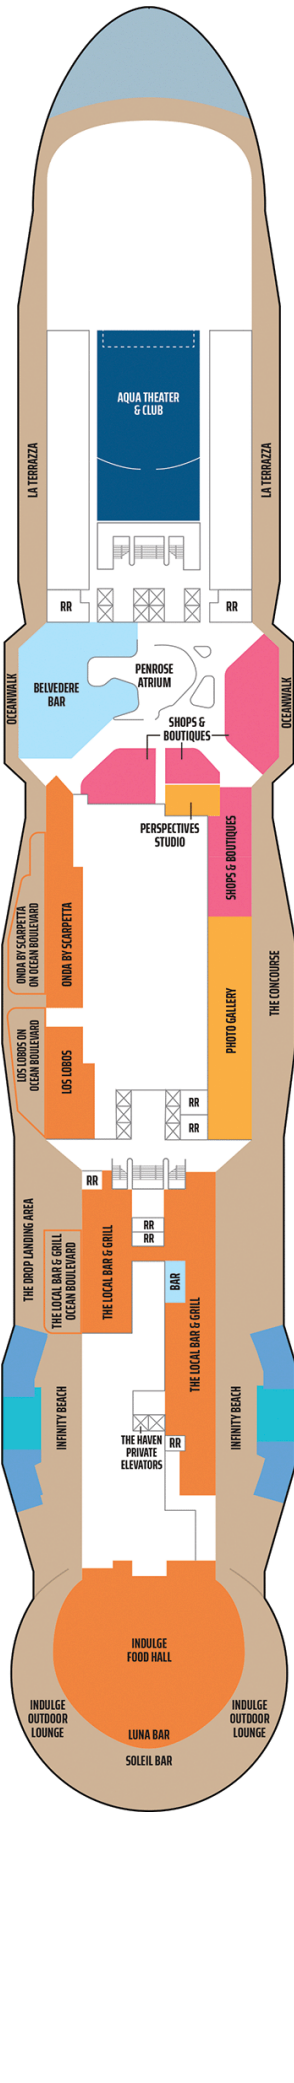 AQUA THEATER
& CLUB
LA TERRAZZA
LA TERRAZZA
RR
RR
OCEANWALK
BELVEDERE
BAR
PENROSE
ATRIUM
OCEANWALK
SHOPS &
BOUTIQUES
PERSPECTIVES
STUDIO
SHOPS & BOUTIQUES
ONDA BY SCARPETTA
ON OCEAN BOULEVARD
ONDA BY SCARPETTA
THE CONCOURSE
PHOTO GALLERY
LOS LOBOS ON
OCEAN BOULEVARD
LOS LOBOS
RR
RR
RR
THE DROP LANDING AREA
THE LOCAL BAR & GRILL
OCEAN BOULEVARD
THE LOCAL BAR & GRILL
RR
RR
BAR
THE LOCAL BAR & GRILL
INFINITY BEACH
INFINITY BEACH
THE HAVEN
PRIVATE
ELEVATORS
RR
INDULGE
FOOD HALL
INDULGE
OUTDOOR
LOUNGE
INDULGE
OUTDOOR
LOUNGE
LUNA BAR
SOLEIL BAR